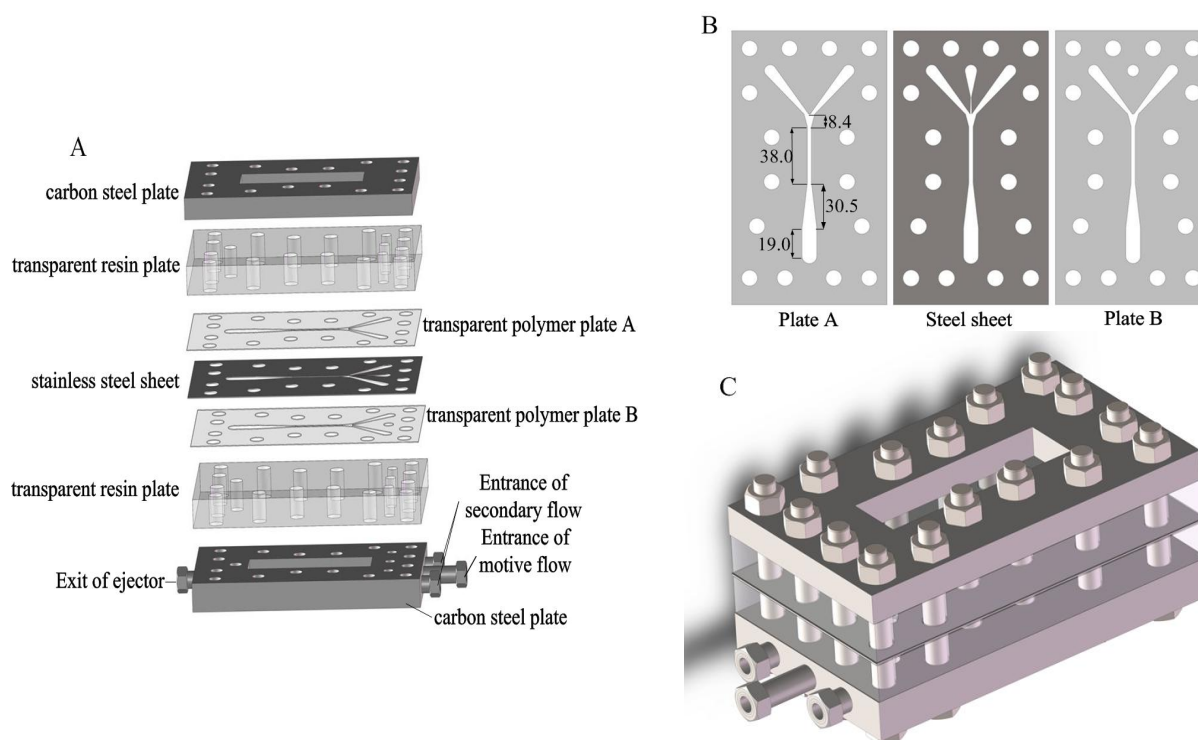 A
carbon steel plate
transparent resin plate
transparent polymer plate A
stainless steel sheet
transparent polymer plate B
transparent resin plate
Entrance of
secondary flow
Entrance of
motive flow
Exit of ejector
carbon steel plate
B
8.4
38.0
30.5
19.0
Plate A
Steel sheet
Plate B
C